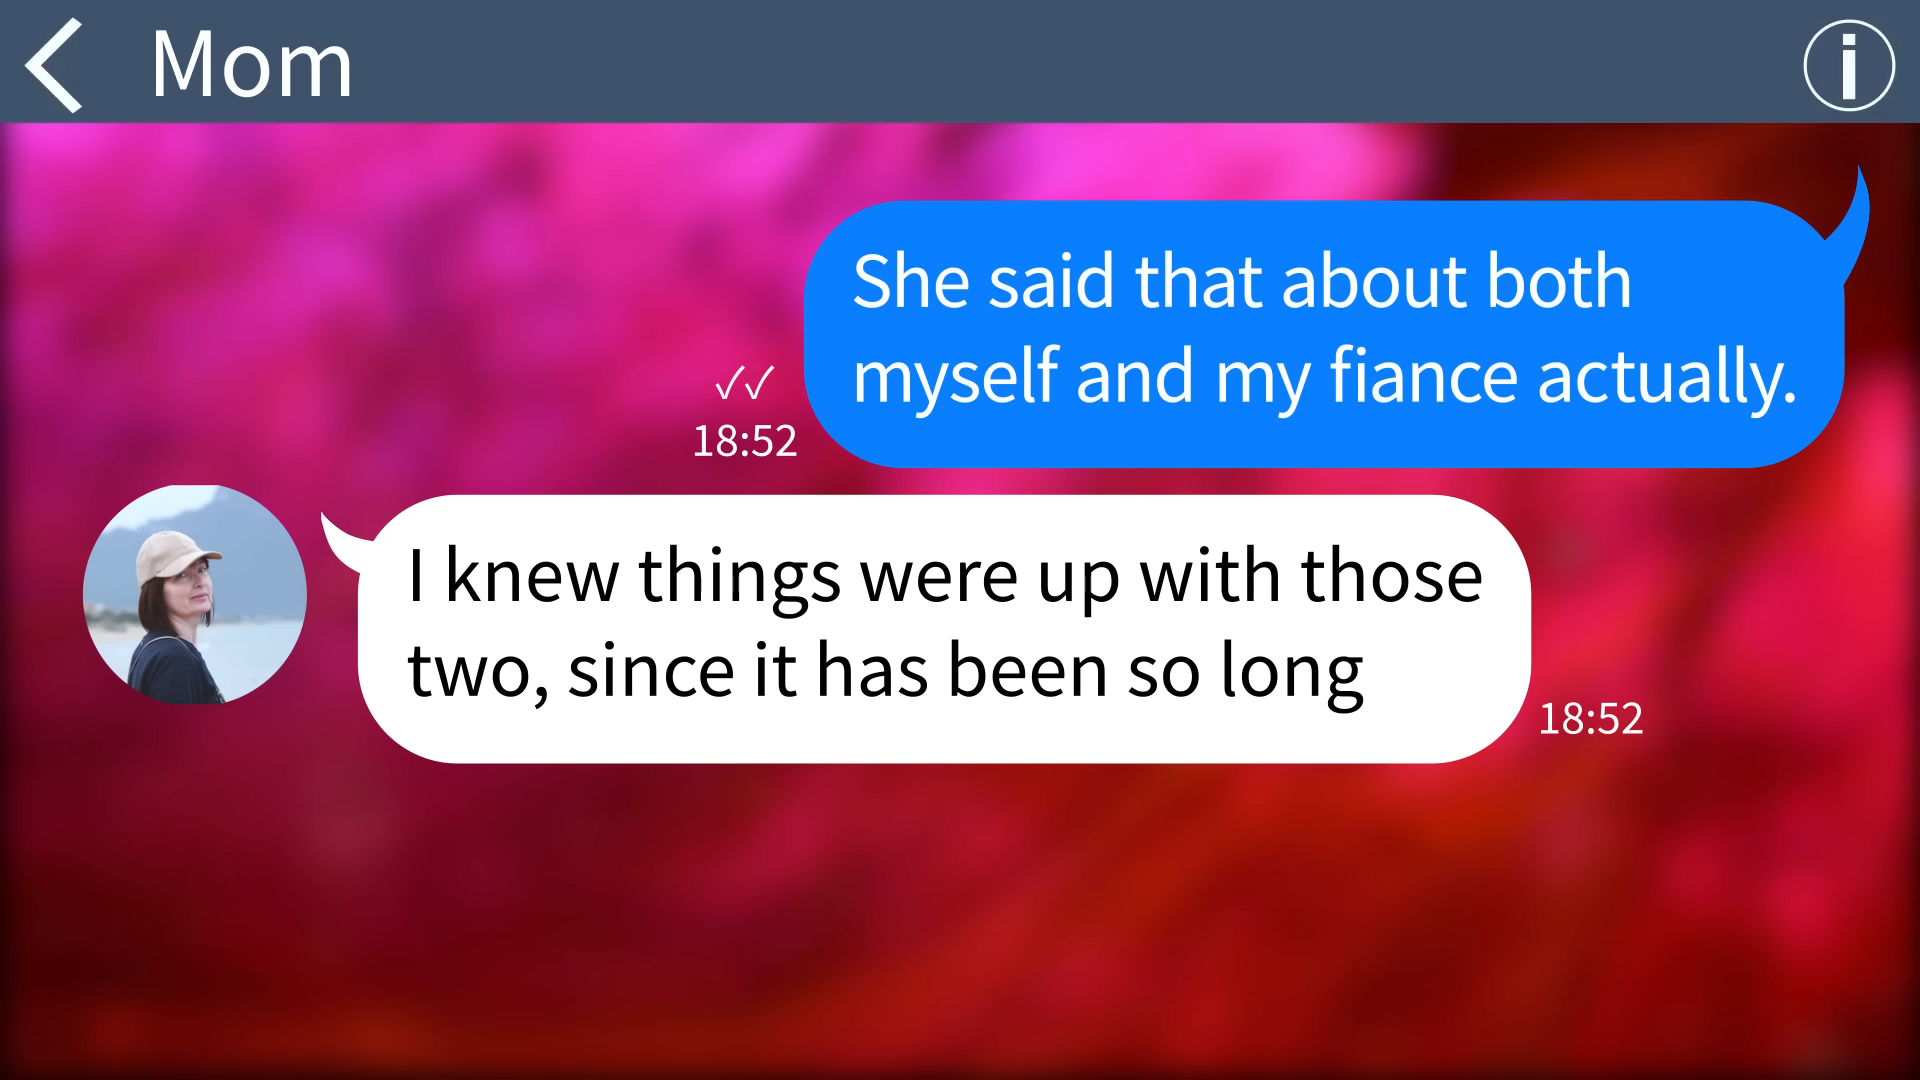 Mom
She said that about both
myself and my fiance actually.
18:52
I knew things were up with those
two, since it has been so long
18:52